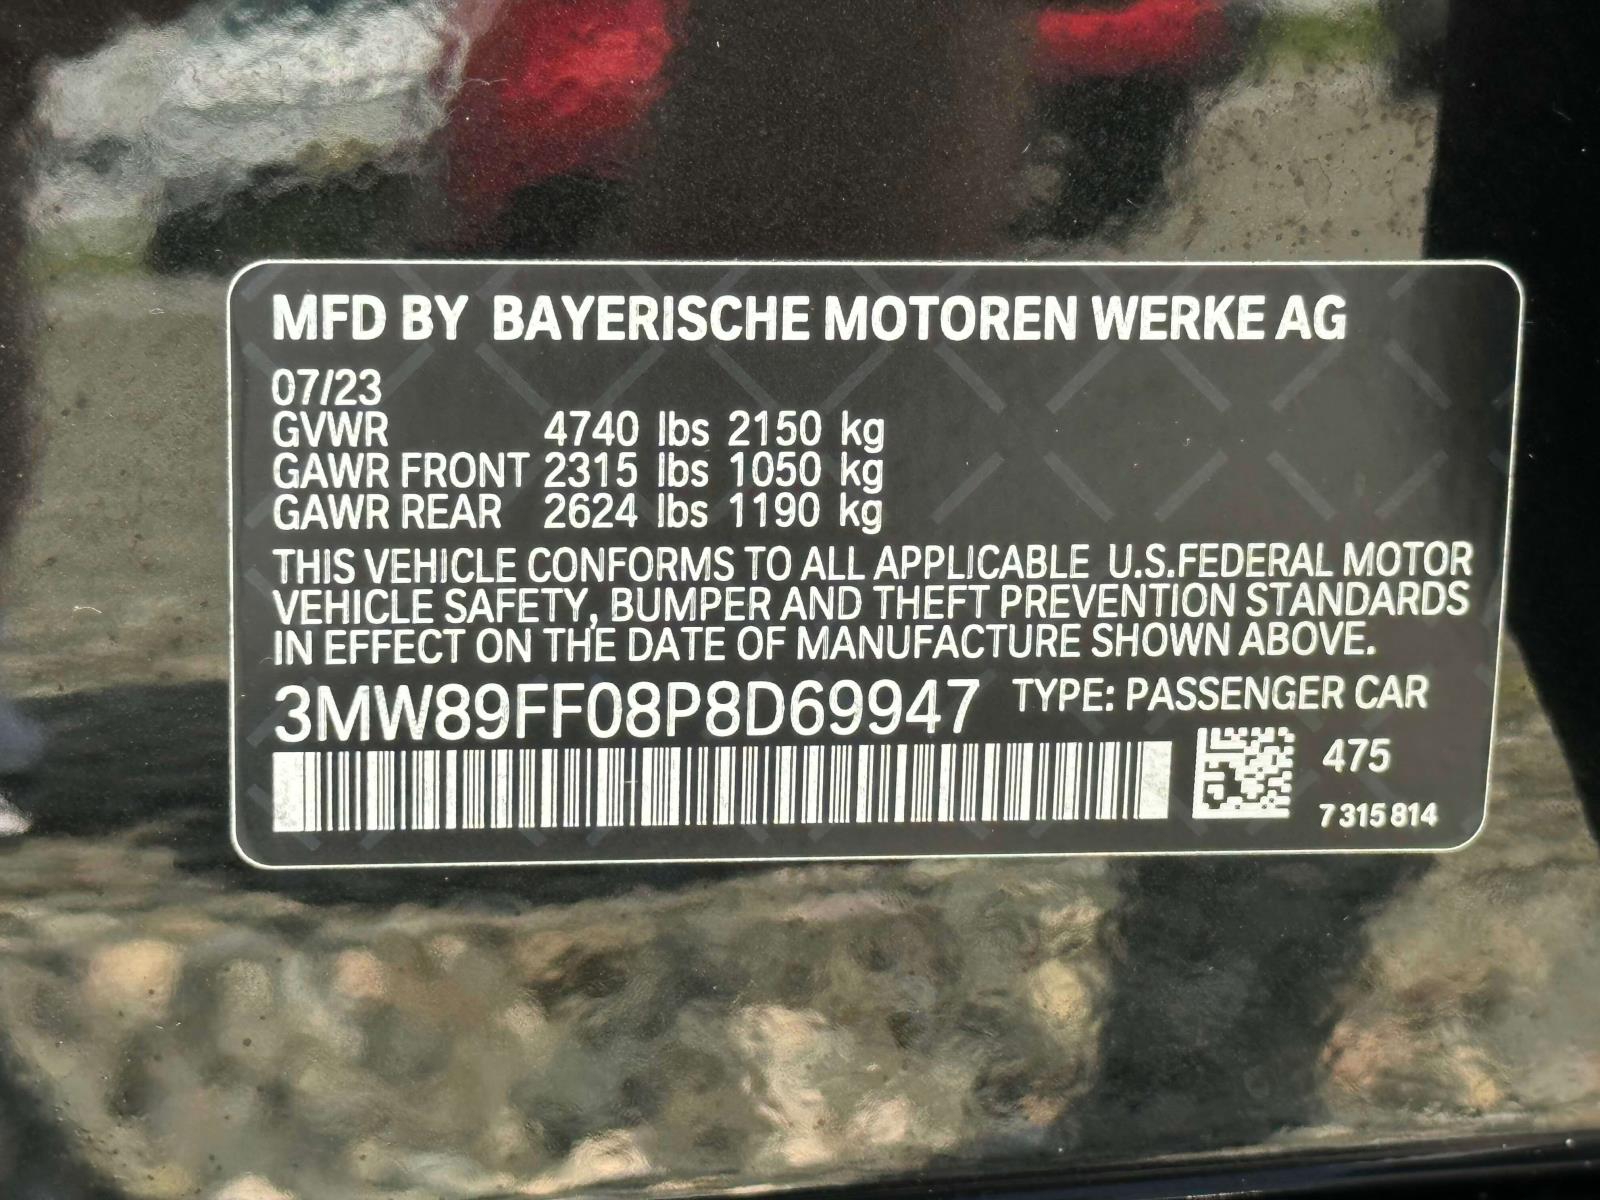 MFD BY BAYERISCHE MOTOREN WERKE AG
07/23
GVWR 4740 lbs 2150 kg
GAWR FRONT 2315 lbs 1050 kg
GAWR REAR 2624 lbs 1190 kg
THIS VEHICLE CONFORMS TO ALL APPLICABLE U.S.FEDERAL MOTOR
VEHICLE SAFETY, BUMPER AND THEFT PREVENTION STANDARDS
IN EFFECT ON THE DATE OF MANUFACTURE SHOWN ABOVE.
3MW89FF08P8D69947 TYPE: PASSENGER CAR
475
7 315 814